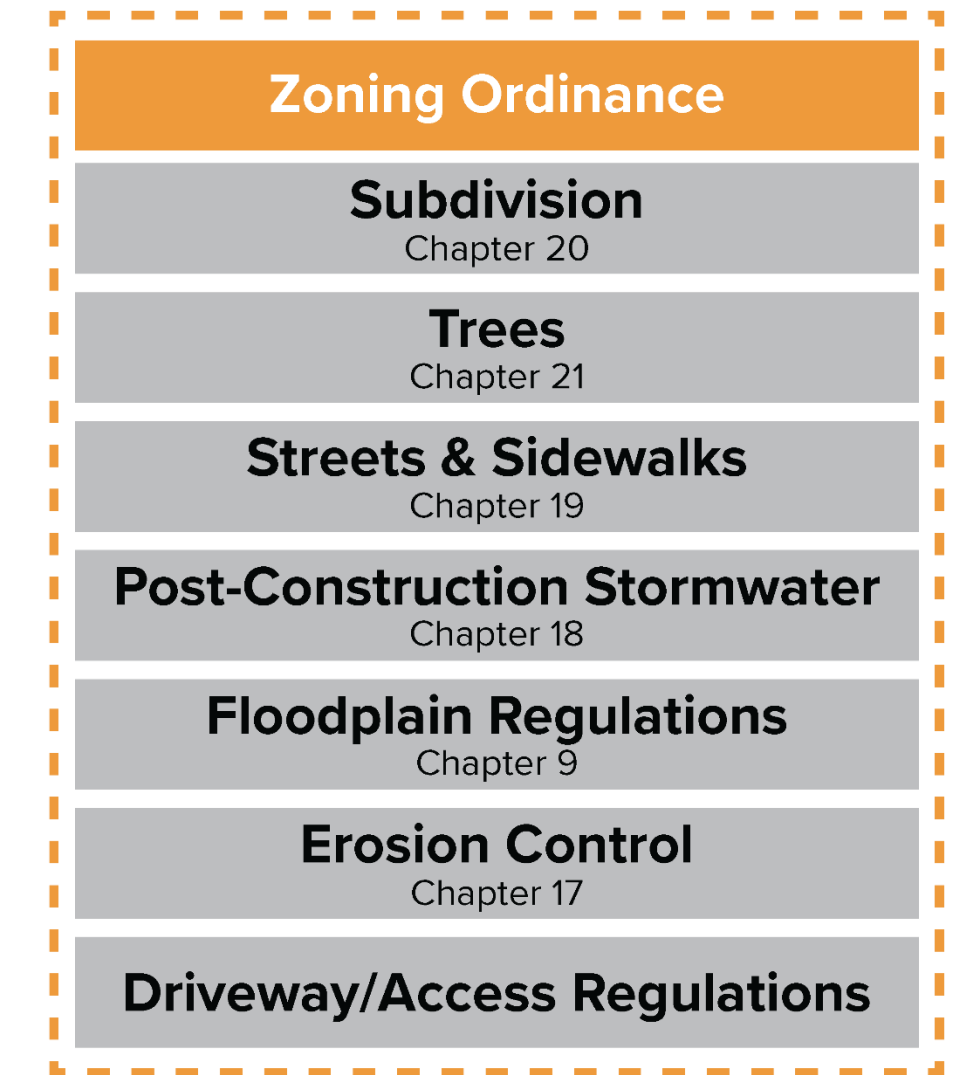 Zoning Ordinance
Subdivision
Chapter 20
Trees
Chapter 21
Streets & Sidewalks
Chapter 19
Post-Construction Stormwater
Chapter 18
Floodplain Regulations
Chapter 9
Erosion Control
Chapter 17
Driveway/Access Regulations